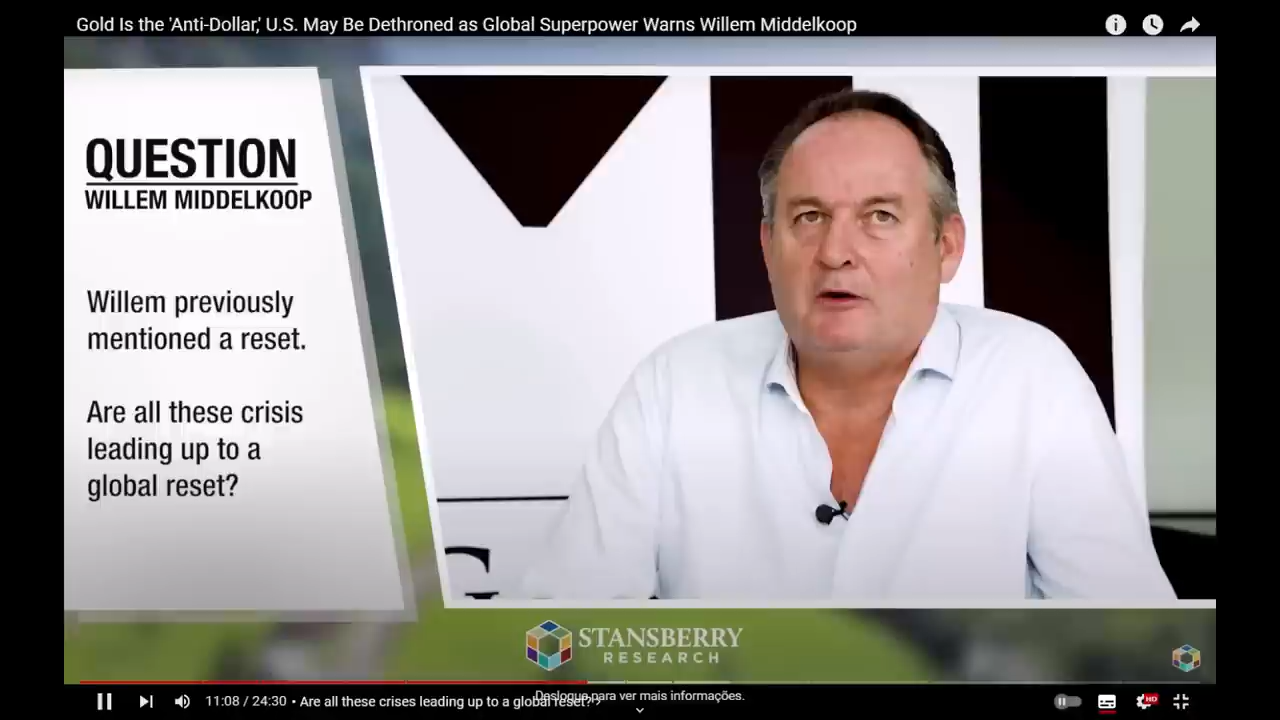 Gold Is the 'Anti-Dollar,' U.S. May Be Dethroned as Global Superpower Warns Willem Middelkoop
QUESTION
WILLEM MIDDELKOOP
Willem previously
mentioned a reset.
Are all these crisis
leading up to a
global reset?
STANSBERRY
RESEARCH
11:08 / 24:30 • Are all these crises leading up to a global reset?
Deslogue para ver mais informações.
HD